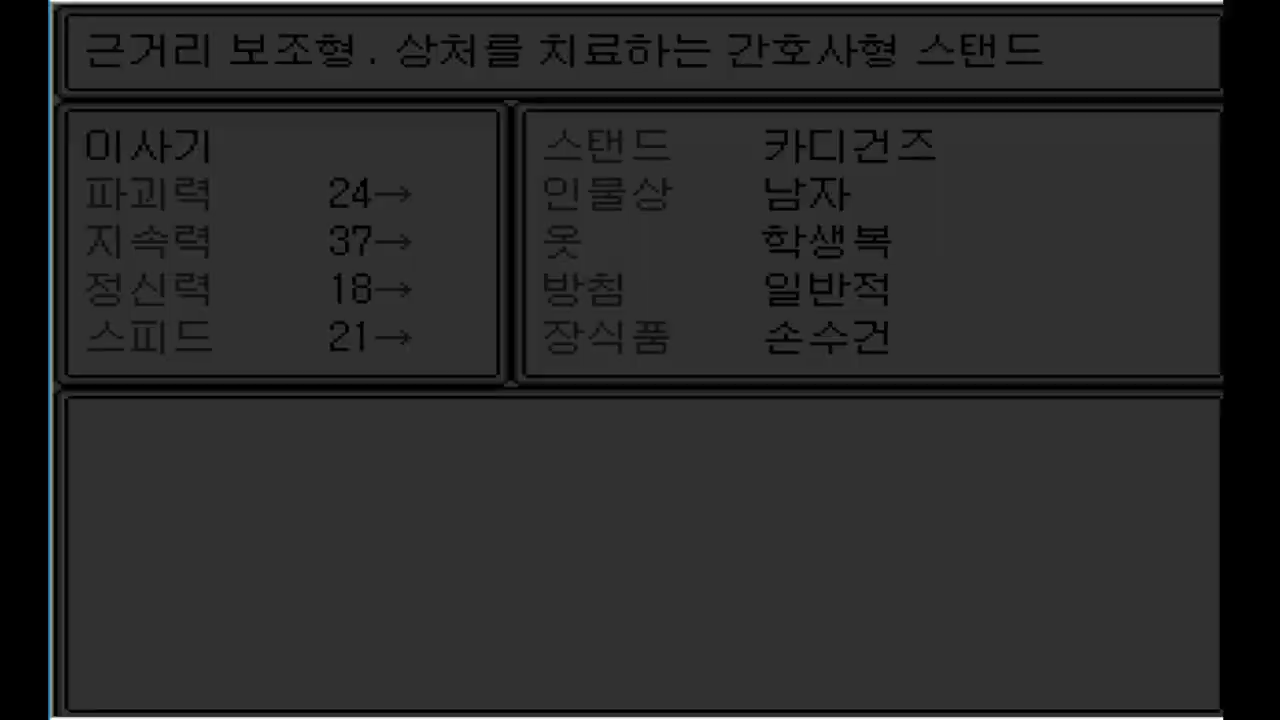 근거리 보조형. 상처를 치료하는 간호사형 스탠드
이사기
파괴력 24→
지속력 37→
정신력 18→
스피드 21→
스탠드 카디건즈
인물상 남자
옷 학생복
방침 일반적
장식품 손수건